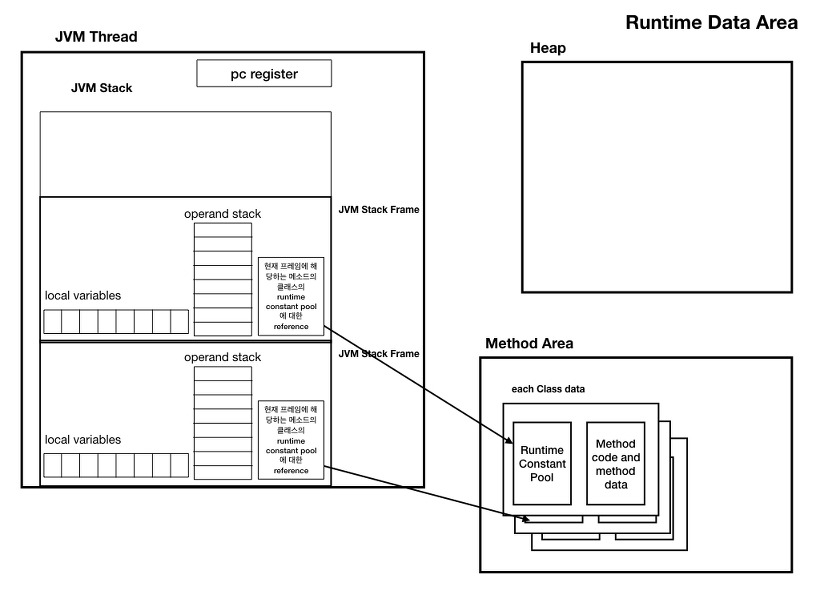 Runtime Data Area
JVM Thread
Heap
pc register
JVM Stack
JVM Stack Frame
operand stack
현재 프레임에 해
당하는 메소드의
클래스의
runtime
constant pool
에 대한
reference
local variables
JVM Stack Frame
operand stack
현재 프레임에 해
당하는 메소드의
클래스의
runtime
constant pool
에 대한
reference
local variables
Method Area
each Class data
Runtime
Constant
Pool
Method
code and
method
data